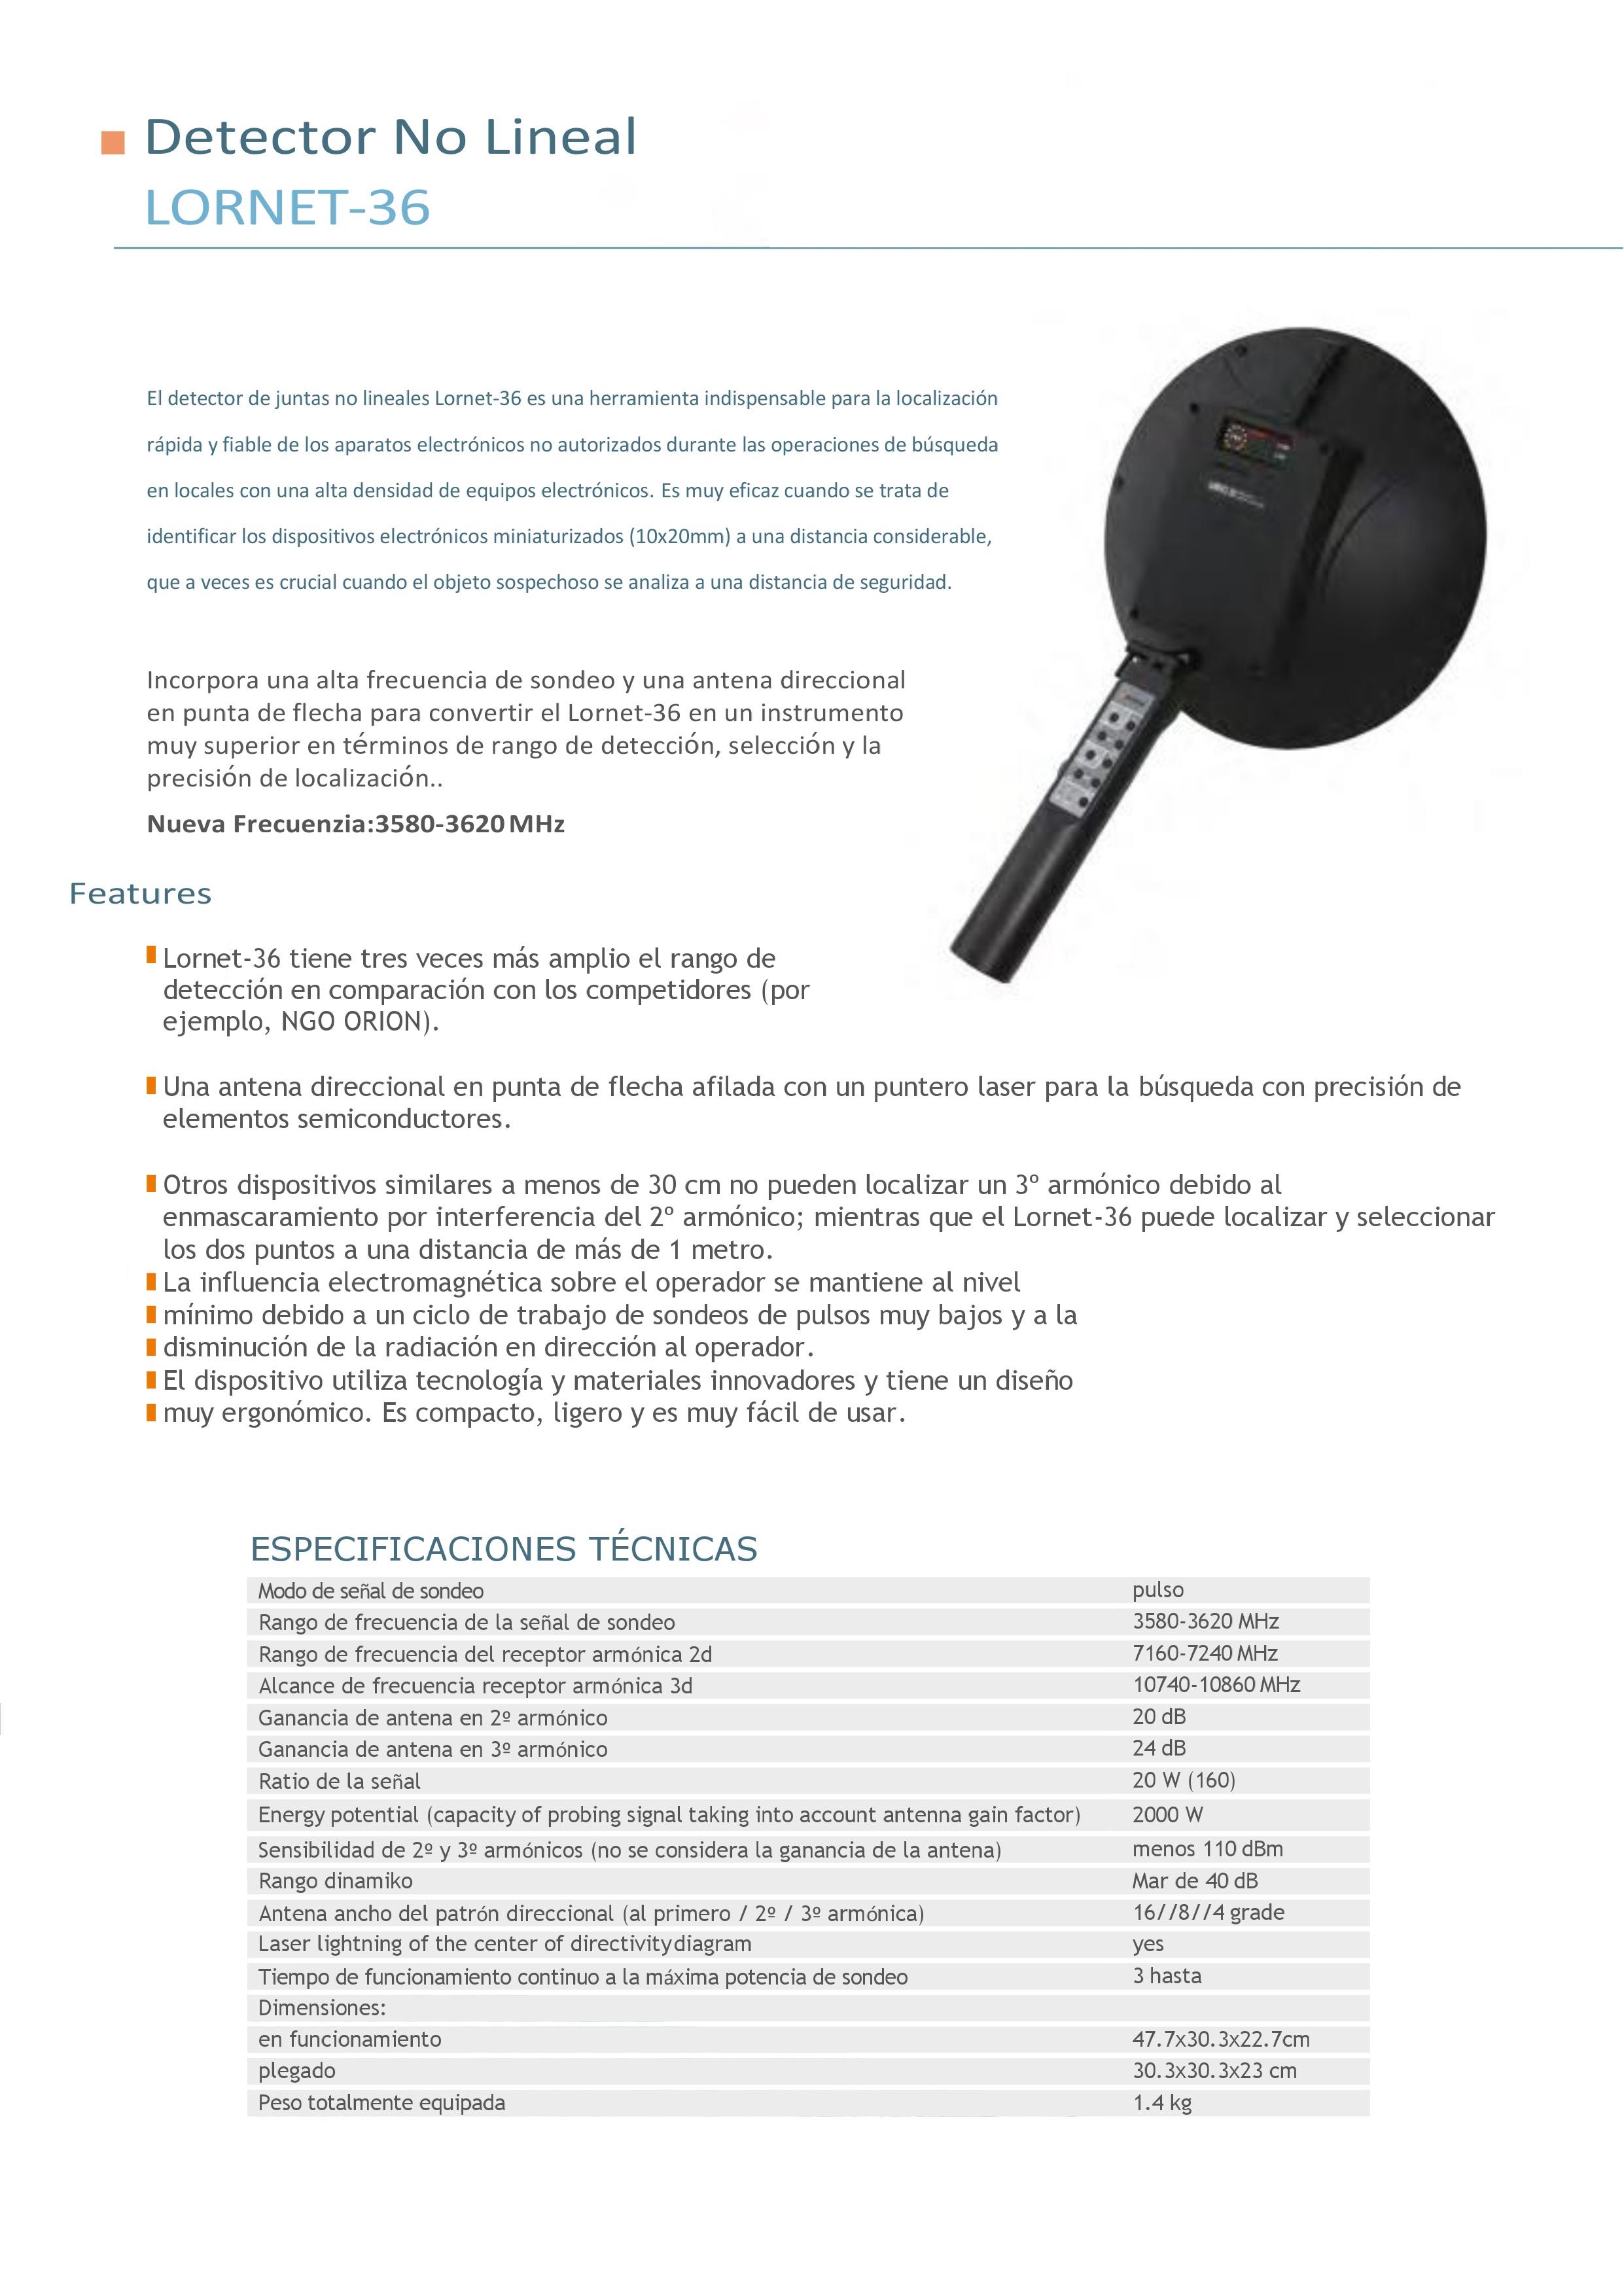 Detector No Lineal
LORNET-36
El detector de juntas no lineales Lornet-36 es una herramienta indispensable para la localización
rápida y fiable de los aparatos electrónicos no autorizados durante las operaciones de búsqueda
en locales con una alta densidad de equipos electrónicos. Es muy eficaz cuando se trata de
identificar los dispositivos electrónicos miniaturizados (10x20mm) a una distancia considerable,
que a veces es crucial cuando el objeto sospechoso se analiza a una distancia de seguridad.
Incorpora una alta frecuencia de sondeo y una antena direccional
en punta de flecha para convertir el Lornet-36 en un instrumento
muy superior en términos de rango de detección, selección y la
precisión de localización..
Nueva Frecuenzia:3580-3620 MHz
Features
Lornet-36 tiene tres veces más amplio el rango de
detección en comparación con los competidores (por
ejemplo, NGO ORION).
Una antena direccional en punta de flecha afilada con un puntero laser para la búsqueda con precisión de
elementos semiconductores.
Otros dispositivos similares a menos de 30 cm no pueden localizar un 3º armónico debido al
enmascaramiento por interferencia del 2º armónico; mientras que el Lornet-36 puede localizar y seleccionar
los dos puntos a una distancia de más de 1 metro.
La influencia electromagnética sobre el operador se mantiene al nivel
mínimo debido a un ciclo de trabajo de sondeos de pulsos muy bajos y a la
disminución de la radiación en dirección al operador.
El dispositivo utiliza tecnología y materiales innovadores y tiene un diseño
muy ergonómico. Es compacto, ligero y es muy fácil de usar.
ESPECIFICACIONES TÉCNICAS
Modo de señal de sondeo pulso
Rango de frecuencia de la señal de sondeo 3580-3620 MHz
Rango de frecuencia del receptor armónica 2d 7160-7240 MHz
Alcance de frecuencia receptor armónica 3d 10740-10860 MHz
Ganancia de antena en 2º armónico 20 dB
Ganancia de antena en 3º armónico 24 dB
Ratio de la señal 20 W (160)
Energy potential (capacity of probing signal taking into account antenna gain factor) 2000 W
Sensibilidad de 2º y 3º armónicos (no se considera la ganancia de la antena) menos 110 dBm
Rango dinamiko Mar de 40 dB
Antena ancho del patrón direccional (al primero / 2º / 3º armónica) 16//8//4 grade
Laser lightning of the center of directivity diagram yes
Tiempo de funcionamiento continuo a la máxima potencia de sondeo 3 hasta
Dimensiones:
en funcionamiento 47.7x30.3x22.7cm
plegado 30.3x30.3x23 cm
Peso totalmente equipada 1.4 kg